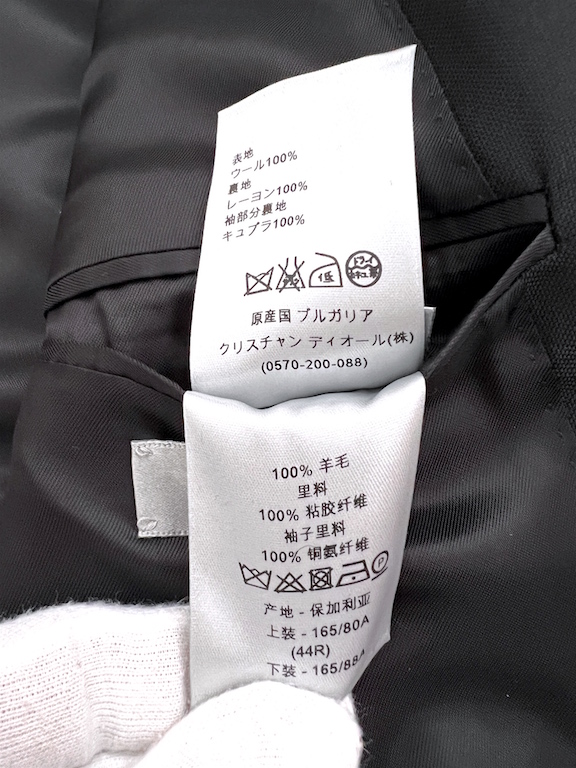 表地
ウール100%
裏地
レーヨン100%
袖部分裏地
キュプラ100%
低
ドライ
原産国 ブルガリア
クリスチャン ディオール(株)
(0570-200-088)
100% 羊毛
里料
100% 粘胶纤维
袖子里料
100% 铜氨纤维
P
产地 - 保加利亚
上装 - 165/80A
(44R)
下装 - 165/88A